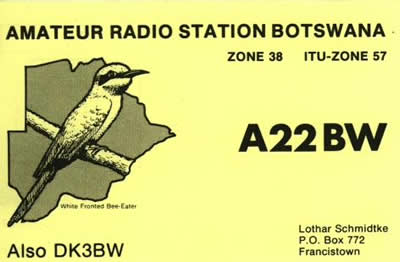 AMATEUR RADIO STATION BOTSWANA
ZONE 38 ITU-ZONE 57
A22BW
White Fronted Bee-Eater
Also DK3BW
Lothar Schmidtke
P.O. Box 772
Francistown